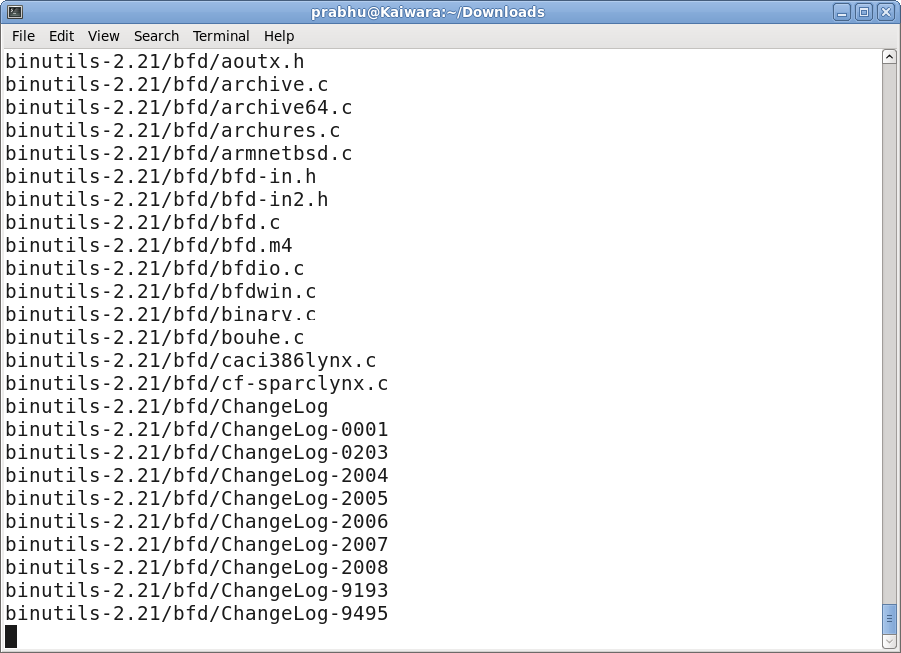 prabhu@Kaiwara:~/Downloads
File Edit View Search Terminal Help
binutils-2.21/bfd/aoutx.h
binutils-2.21/bfd/archive.c
binutils-2.21/bfd/archive64.c
binutils-2.21/bfd/archures.c
binutils-2.21/bfd/armnetbsd.c
binutils-2.21/bfd/bfd-in.h
binutils-2.21/bfd/bfd-in2.h
binutils-2.21/bfd/bfd.c
binutils-2.21/bfd/bfd.m4
binutils-2.21/bfd/bfdio.c
binutils-2.21/bfd/bfdwin.c
binutils-2.21/bfd/binary.c
binutils-2.21/bfd/bouhe.c
binutils-2.21/bfd/caci386lynx.c
binutils-2.21/bfd/cf-sparclynx.c
binutils-2.21/bfd/ChangeLog
binutils-2.21/bfd/ChangeLog-0001
binutils-2.21/bfd/ChangeLog-0203
binutils-2.21/bfd/ChangeLog-2004
binutils-2.21/bfd/ChangeLog-2005
binutils-2.21/bfd/ChangeLog-2006
binutils-2.21/bfd/ChangeLog-2007
binutils-2.21/bfd/ChangeLog-2008
binutils-2.21/bfd/ChangeLog-9193
binutils-2.21/bfd/ChangeLog-9495